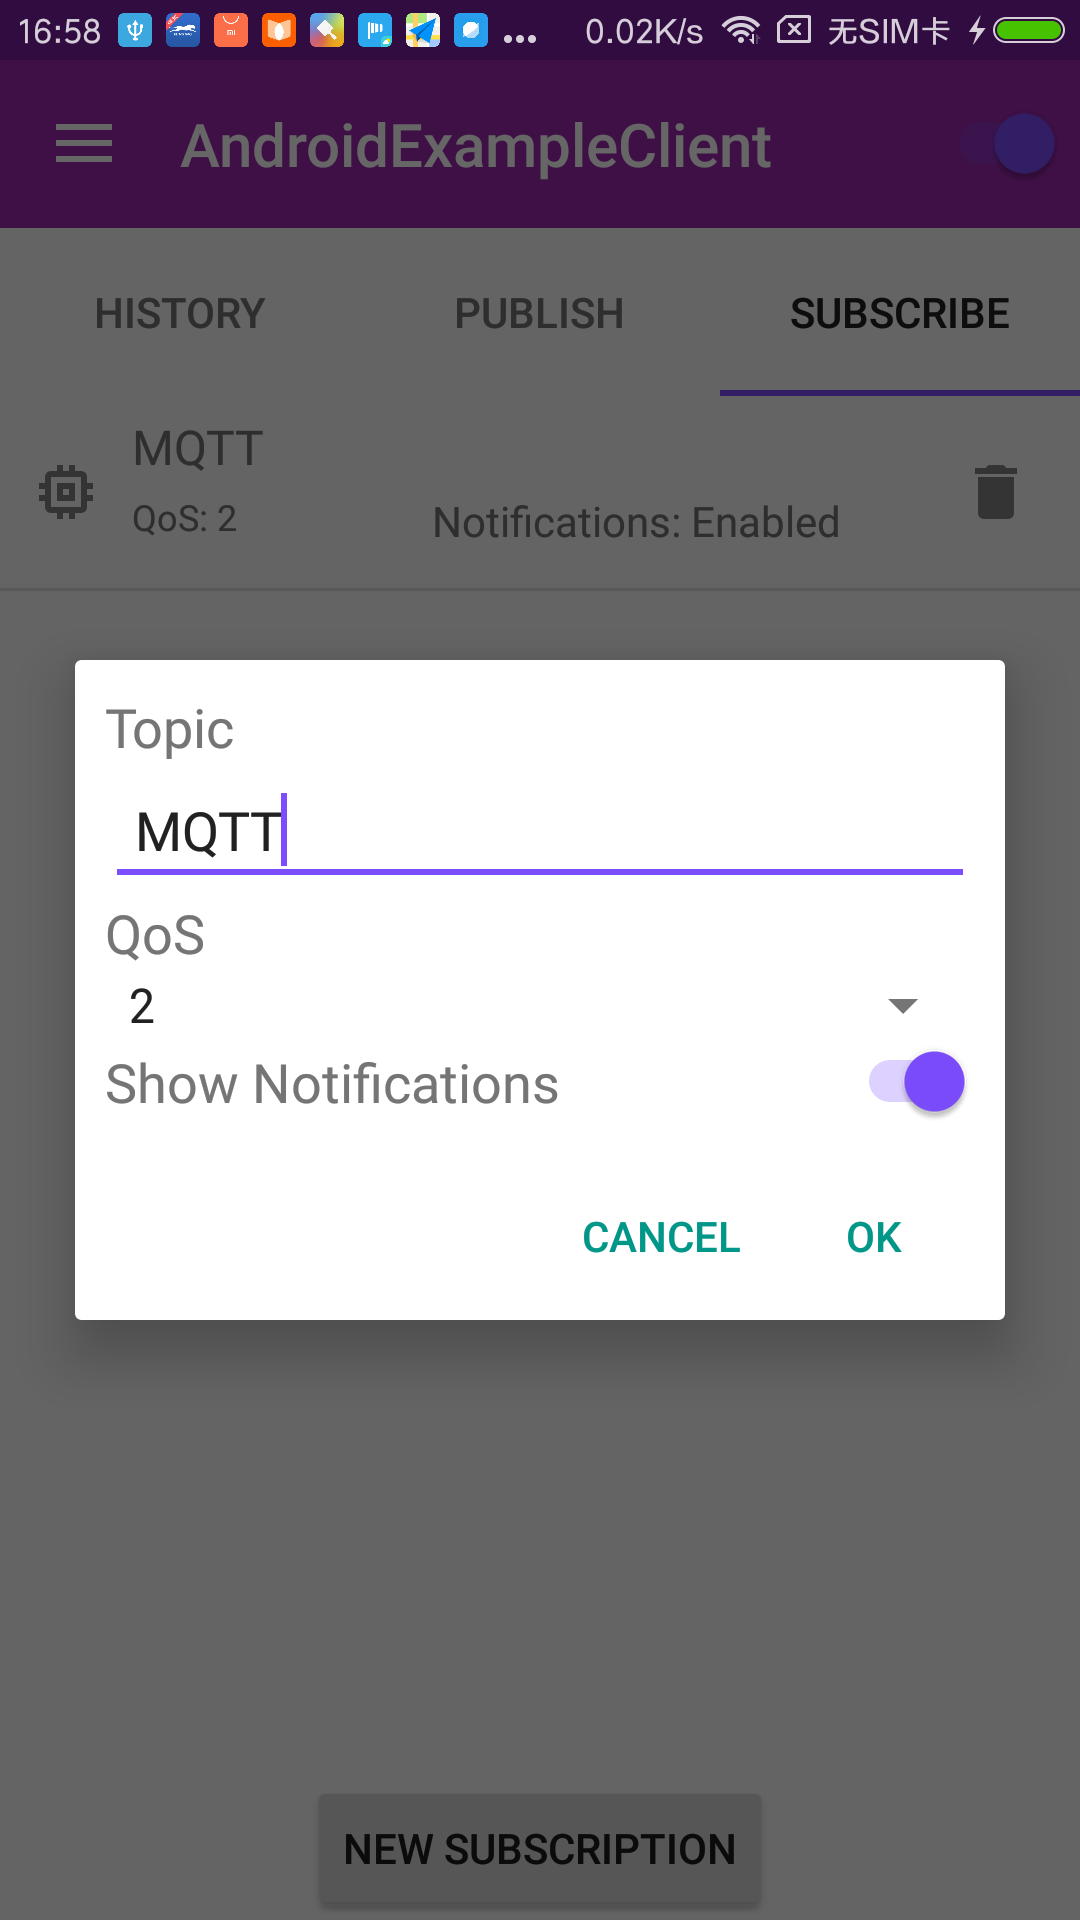 16:58 ... 0.02K/s 无SIM卡
AndroidExampleClient
HISTORY PUBLISH SUBSCRIBE
MQTT
QoS: 2 Notifications: Enabled
Topic
MQTT
QoS
2
Show Notifications
CANCEL OK
NEW SUBSCRIPTION